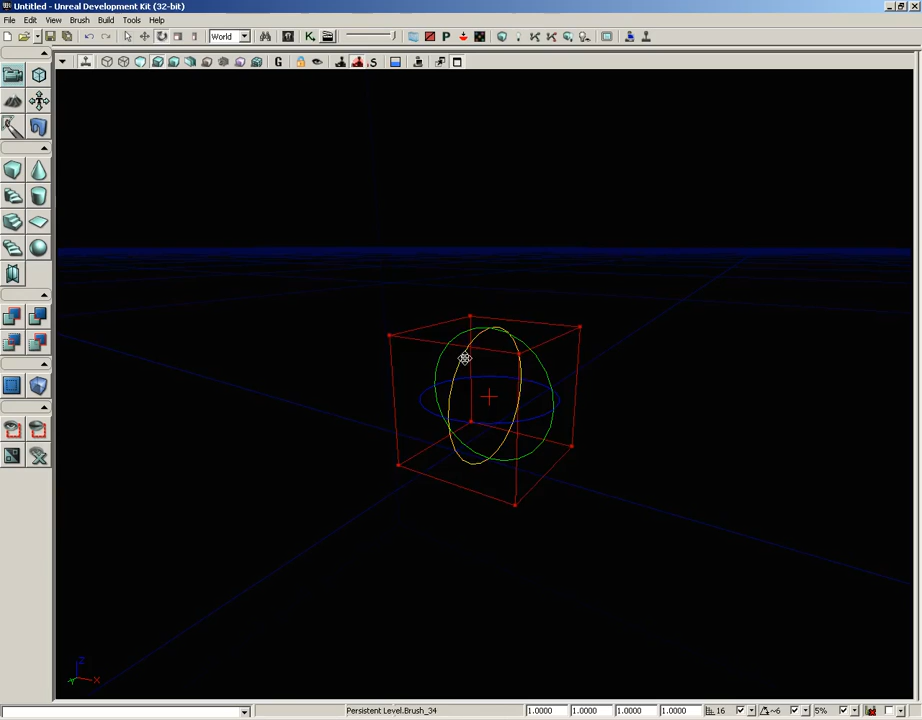 Untitled - Unreal Development Kit (32-bit)
File Edit View Brush Build Tools Help
World K P
G S
Z
X
Y
Persistent Level.Brush_34 1.0000 1.0000 1.0000 1.0000 16 ~6 5%